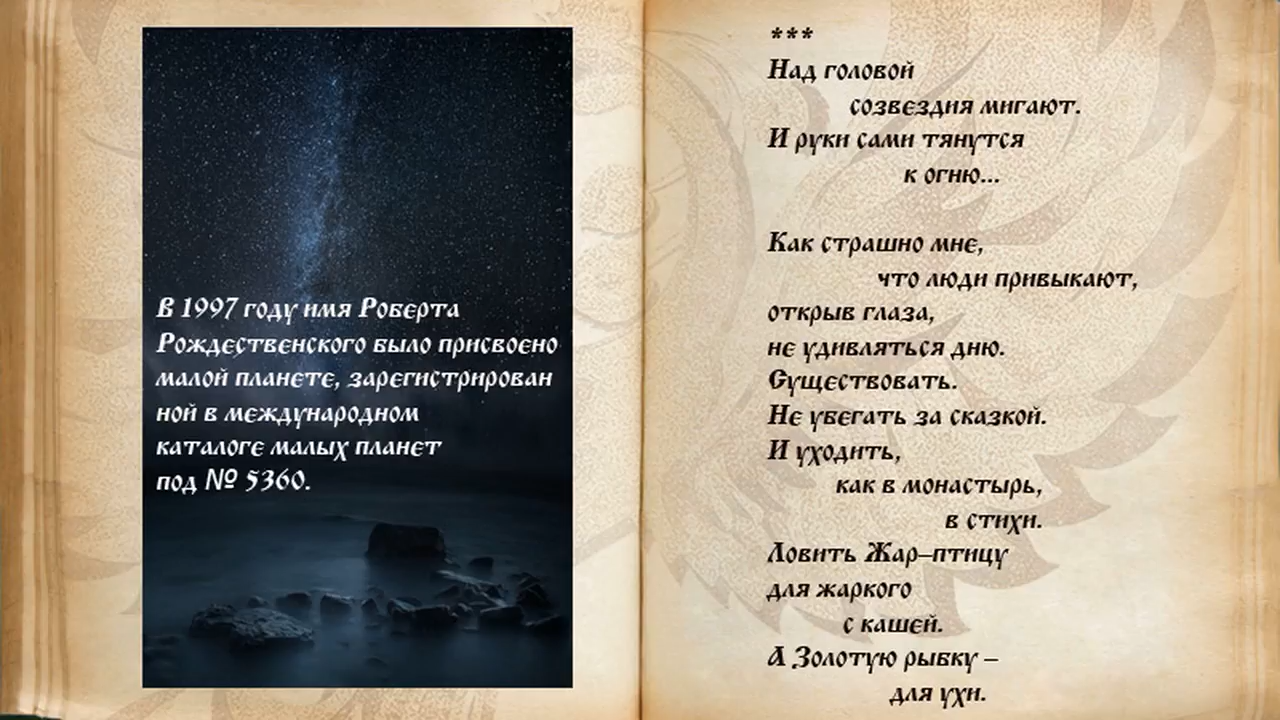 В 1997 году имя Роберта
Рождественского было присвоено
малой планете, зарегистрирован
ной в международном
каталоге малых планет
под № 5360.
***
Над головой
созвездия мигают.
И руки сами тянутся
к огню...
Как страшно мне,
что люди привыкают,
открыв глаза,
не удивляться дню.
Существовать.
Не убегать за сказкой.
И уходить,
как в монастырь,
в стихи.
Ловить Жар–птицу
для жаркого
с кашей.
А Золотую рыбку –
для ухи.